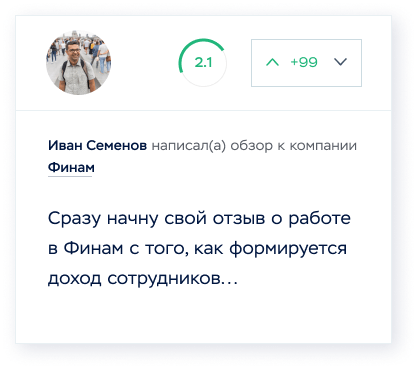 2.1
+99
Иван Семенов написал(а) обзор к компании
Финам
Сразу начну свой отзыв о работе
в Финам с того, как формируется
доход сотрудников...